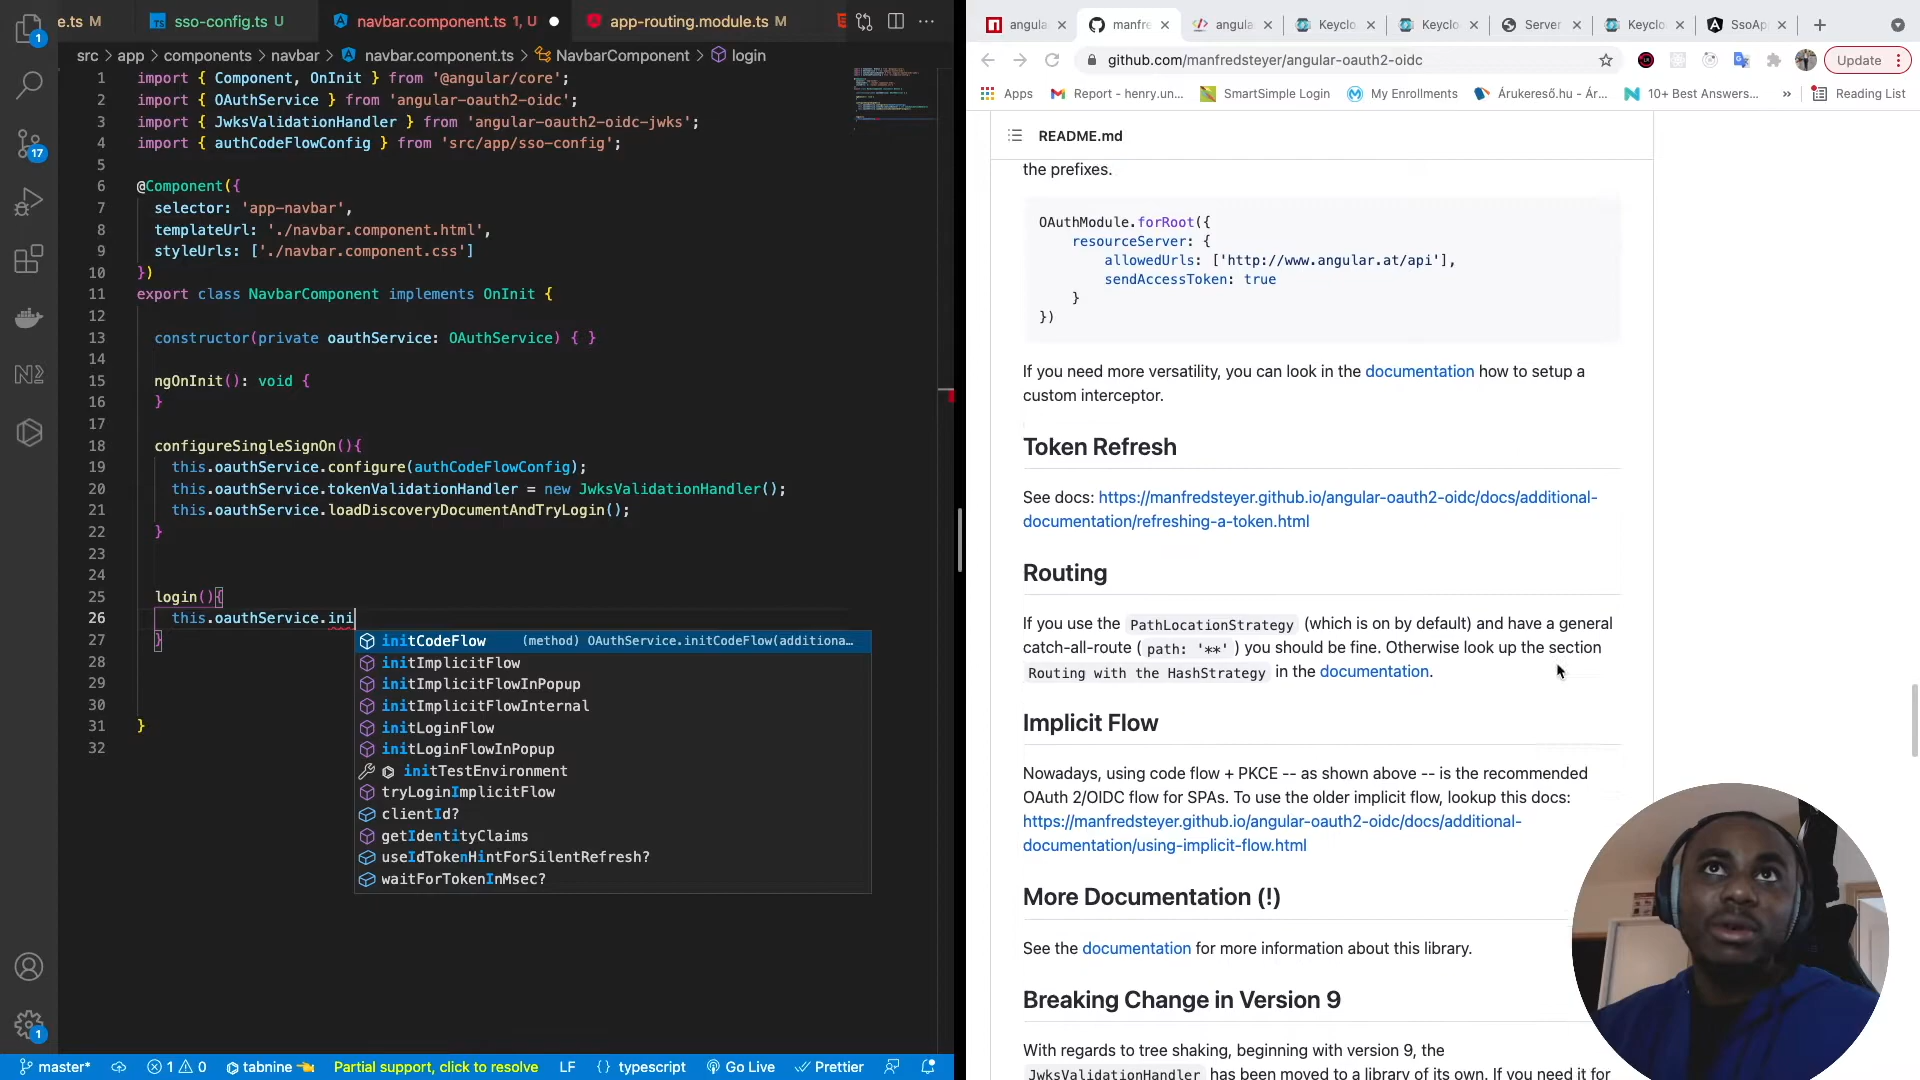 .ts M
sso-config.ts U
navbar.component.ts 1, U
app-routing.module.ts M
src > app > components > navbar > navbar.component.ts > NavbarComponent > login
1 import { Component, OnInit } from '@angular/core';
2 import { OAuthService } from 'angular-oauth2-oidc';
3 import { JwksValidationHandler } from 'angular-oauth2-oidc-jwks';
4 import { authCodeFlowConfig } from 'src/app/sso-config';
5
6 @Component({
7 selector: 'app-navbar',
8 templateUrl: './navbar.component.html',
9 styleUrls: ['./navbar.component.css']
10 })
11 export class NavbarComponent implements OnInit {
12
13 constructor(private oauthService: OAuthService) { }
14
15 ngOnInit(): void {
16 }
17
18 configureSingleSignOn(){
19 this.oauthService.configure(authCodeFlowConfig);
20 this.oauthService.tokenValidationHandler = new JwksValidationHandler();
21 this.oauthService.loadDiscoveryDocumentAndTryLogin();
22 }
23
24
25 login(){
26 this.oauthService.ini
27 }
28
29
30
31 }
32
initCodeFlow (method) OAuthService.initCodeFlow(additiona…
initImplicitFlow
initImplicitFlowInPopup
initImplicitFlowInternal
initLoginFlow
initLoginFlowInPopup
initTestEnvironment
tryLoginImplicitFlow
clientId?
getIdentityClaims
useIdTokenHintForSilentRefresh?
waitForTokenInMsec?
1
17
1
master* 1 0 tabnine Partial support, click to resolve LF {} typescript Go Live Prettier
angula
manfre
angula
Keyclo
Keyclo
Server
Keyclo
SsoAp
github.com/manfredsteyer/angular-oauth2-oidc
Update
Apps Report - henry.un... SmartSimple Login My Enrollments Árukereső.hu - Ár... 10+ Best Answers... » Reading List
README.md
the prefixes.
OAuthModule.forRoot({
resourceServer: {
allowedUrls: ['http://www.angular.at/api'],
sendAccessToken: true
}
})
If you need more versatility, you can look in the documentation how to setup a
custom interceptor.
Token Refresh
See docs: https://manfredsteyer.github.io/angular-oauth2-oidc/docs/additional-
documentation/refreshing-a-token.html
Routing
If you use the PathLocationStrategy (which is on by default) and have a general
catch-all-route ( path: '**' ) you should be fine. Otherwise look up the section
Routing with the HashStrategy in the documentation.
Implicit Flow
Nowadays, using code flow + PKCE -- as shown above -- is the recommended
OAuth 2/OIDC flow for SPAs. To use the older implicit flow, lookup this docs:
https://manfredsteyer.github.io/angular-oauth2-oidc/docs/additional-
documentation/using-implicit-flow.html
More Documentation (!)
See the documentation for more information about this library.
Breaking Change in Version 9
With regards to tree shaking, beginning with version 9, the
JwksValidationHandler has been moved to a library of its own. If you need it for